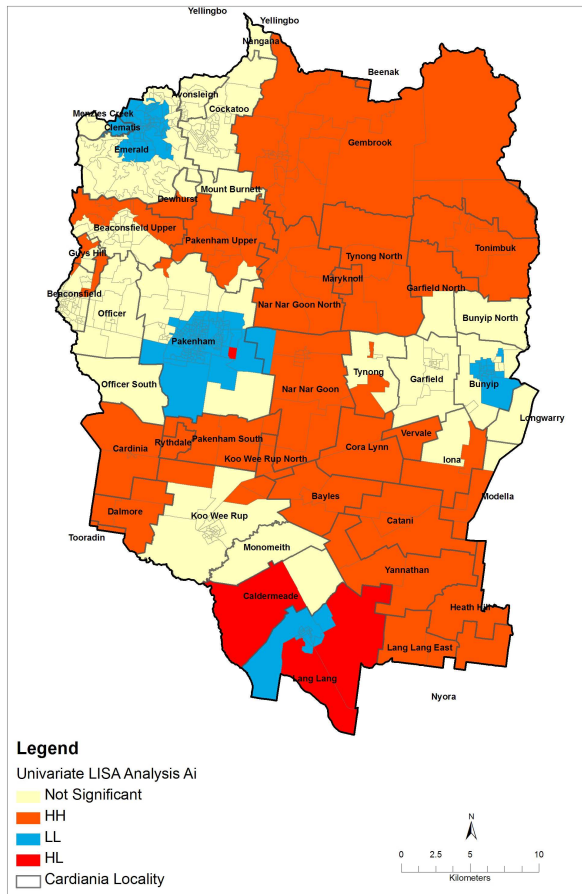 Yellingbo
Yellingbo
Nangana
Beenak
Avonsleigh
Menzies Creek
Cockatoo
Clematis
Gembrook
Emerald
Mount Burnett
Dewhurst
Beaconsfield Upper
Pakenham Upper
Tonimbuk
Guys Hill
Tynong North
Maryknoll
Garfield North
Beaconsfield
Nar Nar Goon North
Officer
Bunyip North
Pakenham
Tynong
Garfield
Bunyip
Officer South
Nar Nar Goon
Longwarry
Vervale
Cardinia
Rythdale
Pakenham South
Cora Lynn
Koo Wee Rup North
Iona
Bayles
Modella
Dalmore
Koo Wee Rup
Catani
Tooradin
Monomeith
Yannathan
Caldermeade
Heath Hill
Lang Lang East
Lang Lang
Nyora
Legend
Univariate LISA Analysis Ai
Not Significant
HH
LL
HL
Cardiania Locality
N
0 2.5 5 10
Kilometers